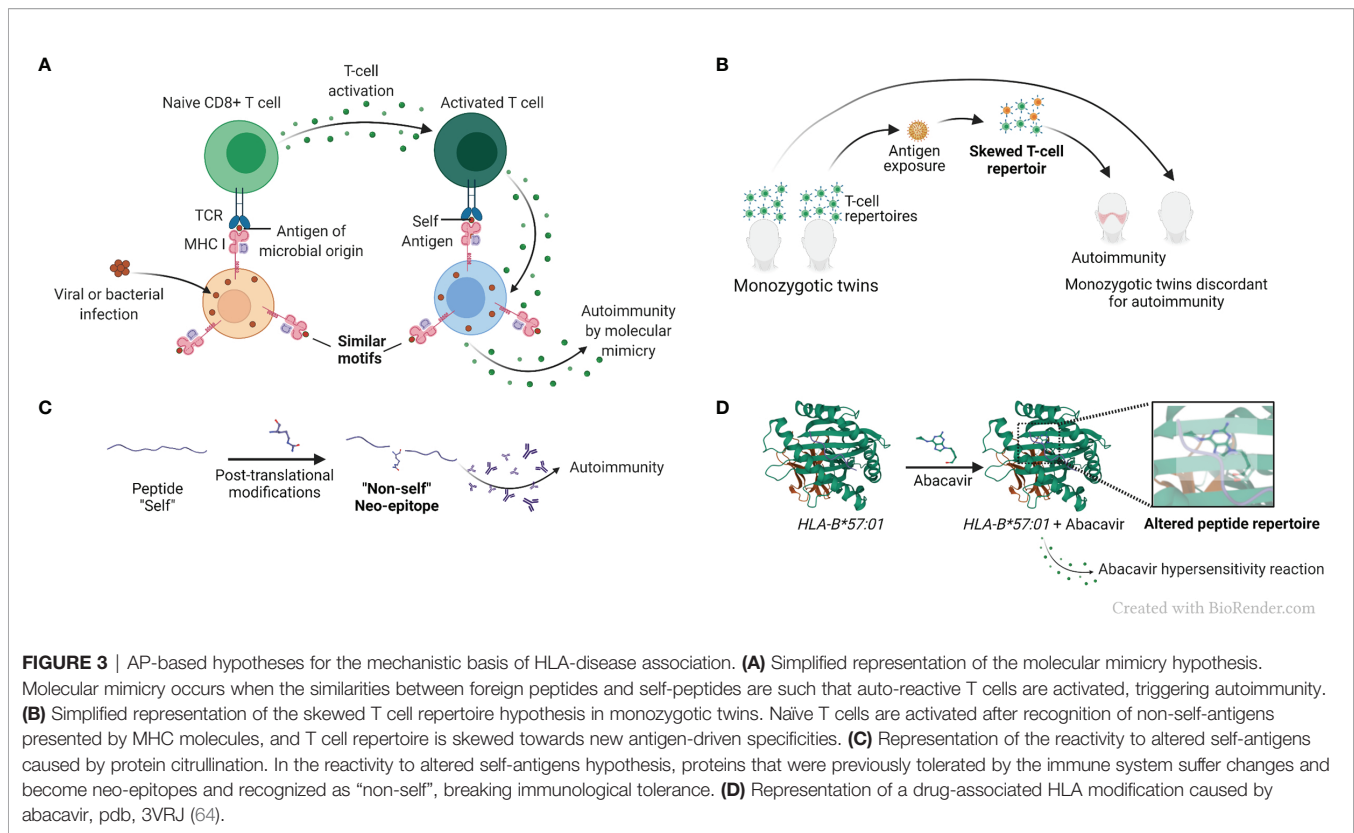 A
T-cell
activation
Naive CD8+ T cell
Activated T cell
TCR
MHC I
Antigen of
microbial origin
Self
Antigen
Viral or bacterial
infection
Similar
motifs
Autoimmunity
by molecular
mimicry
B
Antigen
exposure
Skewed T-cell
repertoir
T-cell
repertoires
Monozygotic twins
Autoimmunity
Monozygotic twins discordant
for autoimmunity
C
Peptide
"Self"
Post-translational
modifications
"Non-self"
Neo-epitope
Autoimmunity
D
HLA-B*57:01
Abacavir
HLA-B*57:01 + Abacavir
Altered peptide repertoire
Abacavir hypersensitivity reaction
Created with BioRender.com
FIGURE 3 | AP-based hypotheses for the mechanistic basis of HLA-disease association. (A) Simplified representation of the molecular mimicry hypothesis.
Molecular mimicry occurs when the similarities between foreign peptides and self-peptides are such that auto-reactive T cells are activated, triggering autoimmunity.
(B) Simplified representation of the skewed T cell repertoire hypothesis in monozygotic twins. Naïve T cells are activated after recognition of non-self-antigens
presented by MHC molecules, and T cell repertoire is skewed towards new antigen-driven specificities. (C) Representation of the reactivity to altered self-antigens
caused by protein citrullination. In the reactivity to altered self-antigens hypothesis, proteins that were previously tolerated by the immune system suffer changes and
become neo-epitopes and recognized as “non-self”, breaking immunological tolerance. (D) Representation of a drug-associated HLA modification caused by
abacavir, pdb, 3VRJ (64).